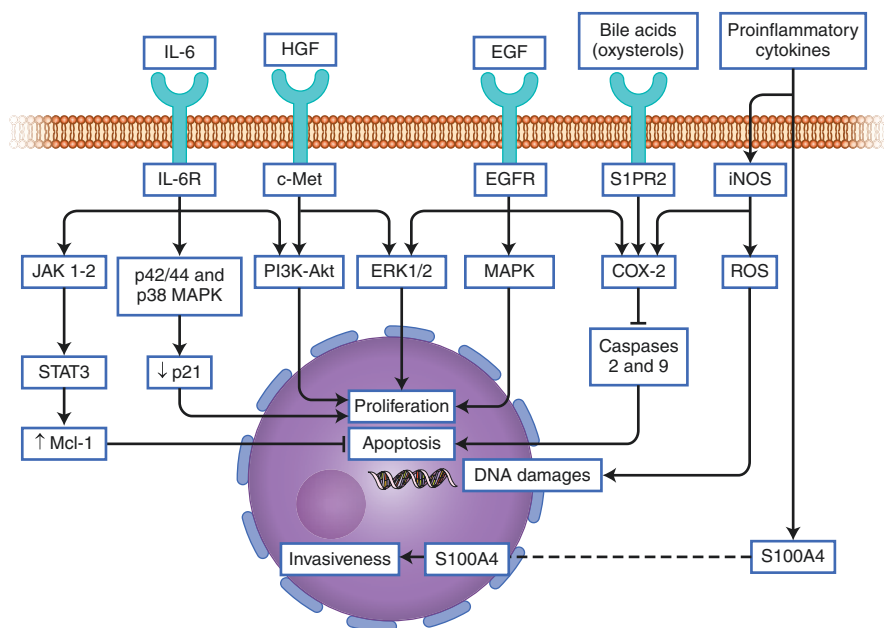 IL-6
HGF
EGF
Bile acids
(oxysterols)
Proinflammatory
cytokines
IL-6R
c-Met
EGFR
S1PR2
iNOS
JAK 1-2
p42/44 and
p38 MAPK
PI3K-Akt
ERK1/2
MAPK
COX-2
ROS
STAT3
↓ p21
Caspases
2 and 9
Proliferation
↑ Mcl-1
Apoptosis
DNA damages
Invasiveness
S100A4
S100A4